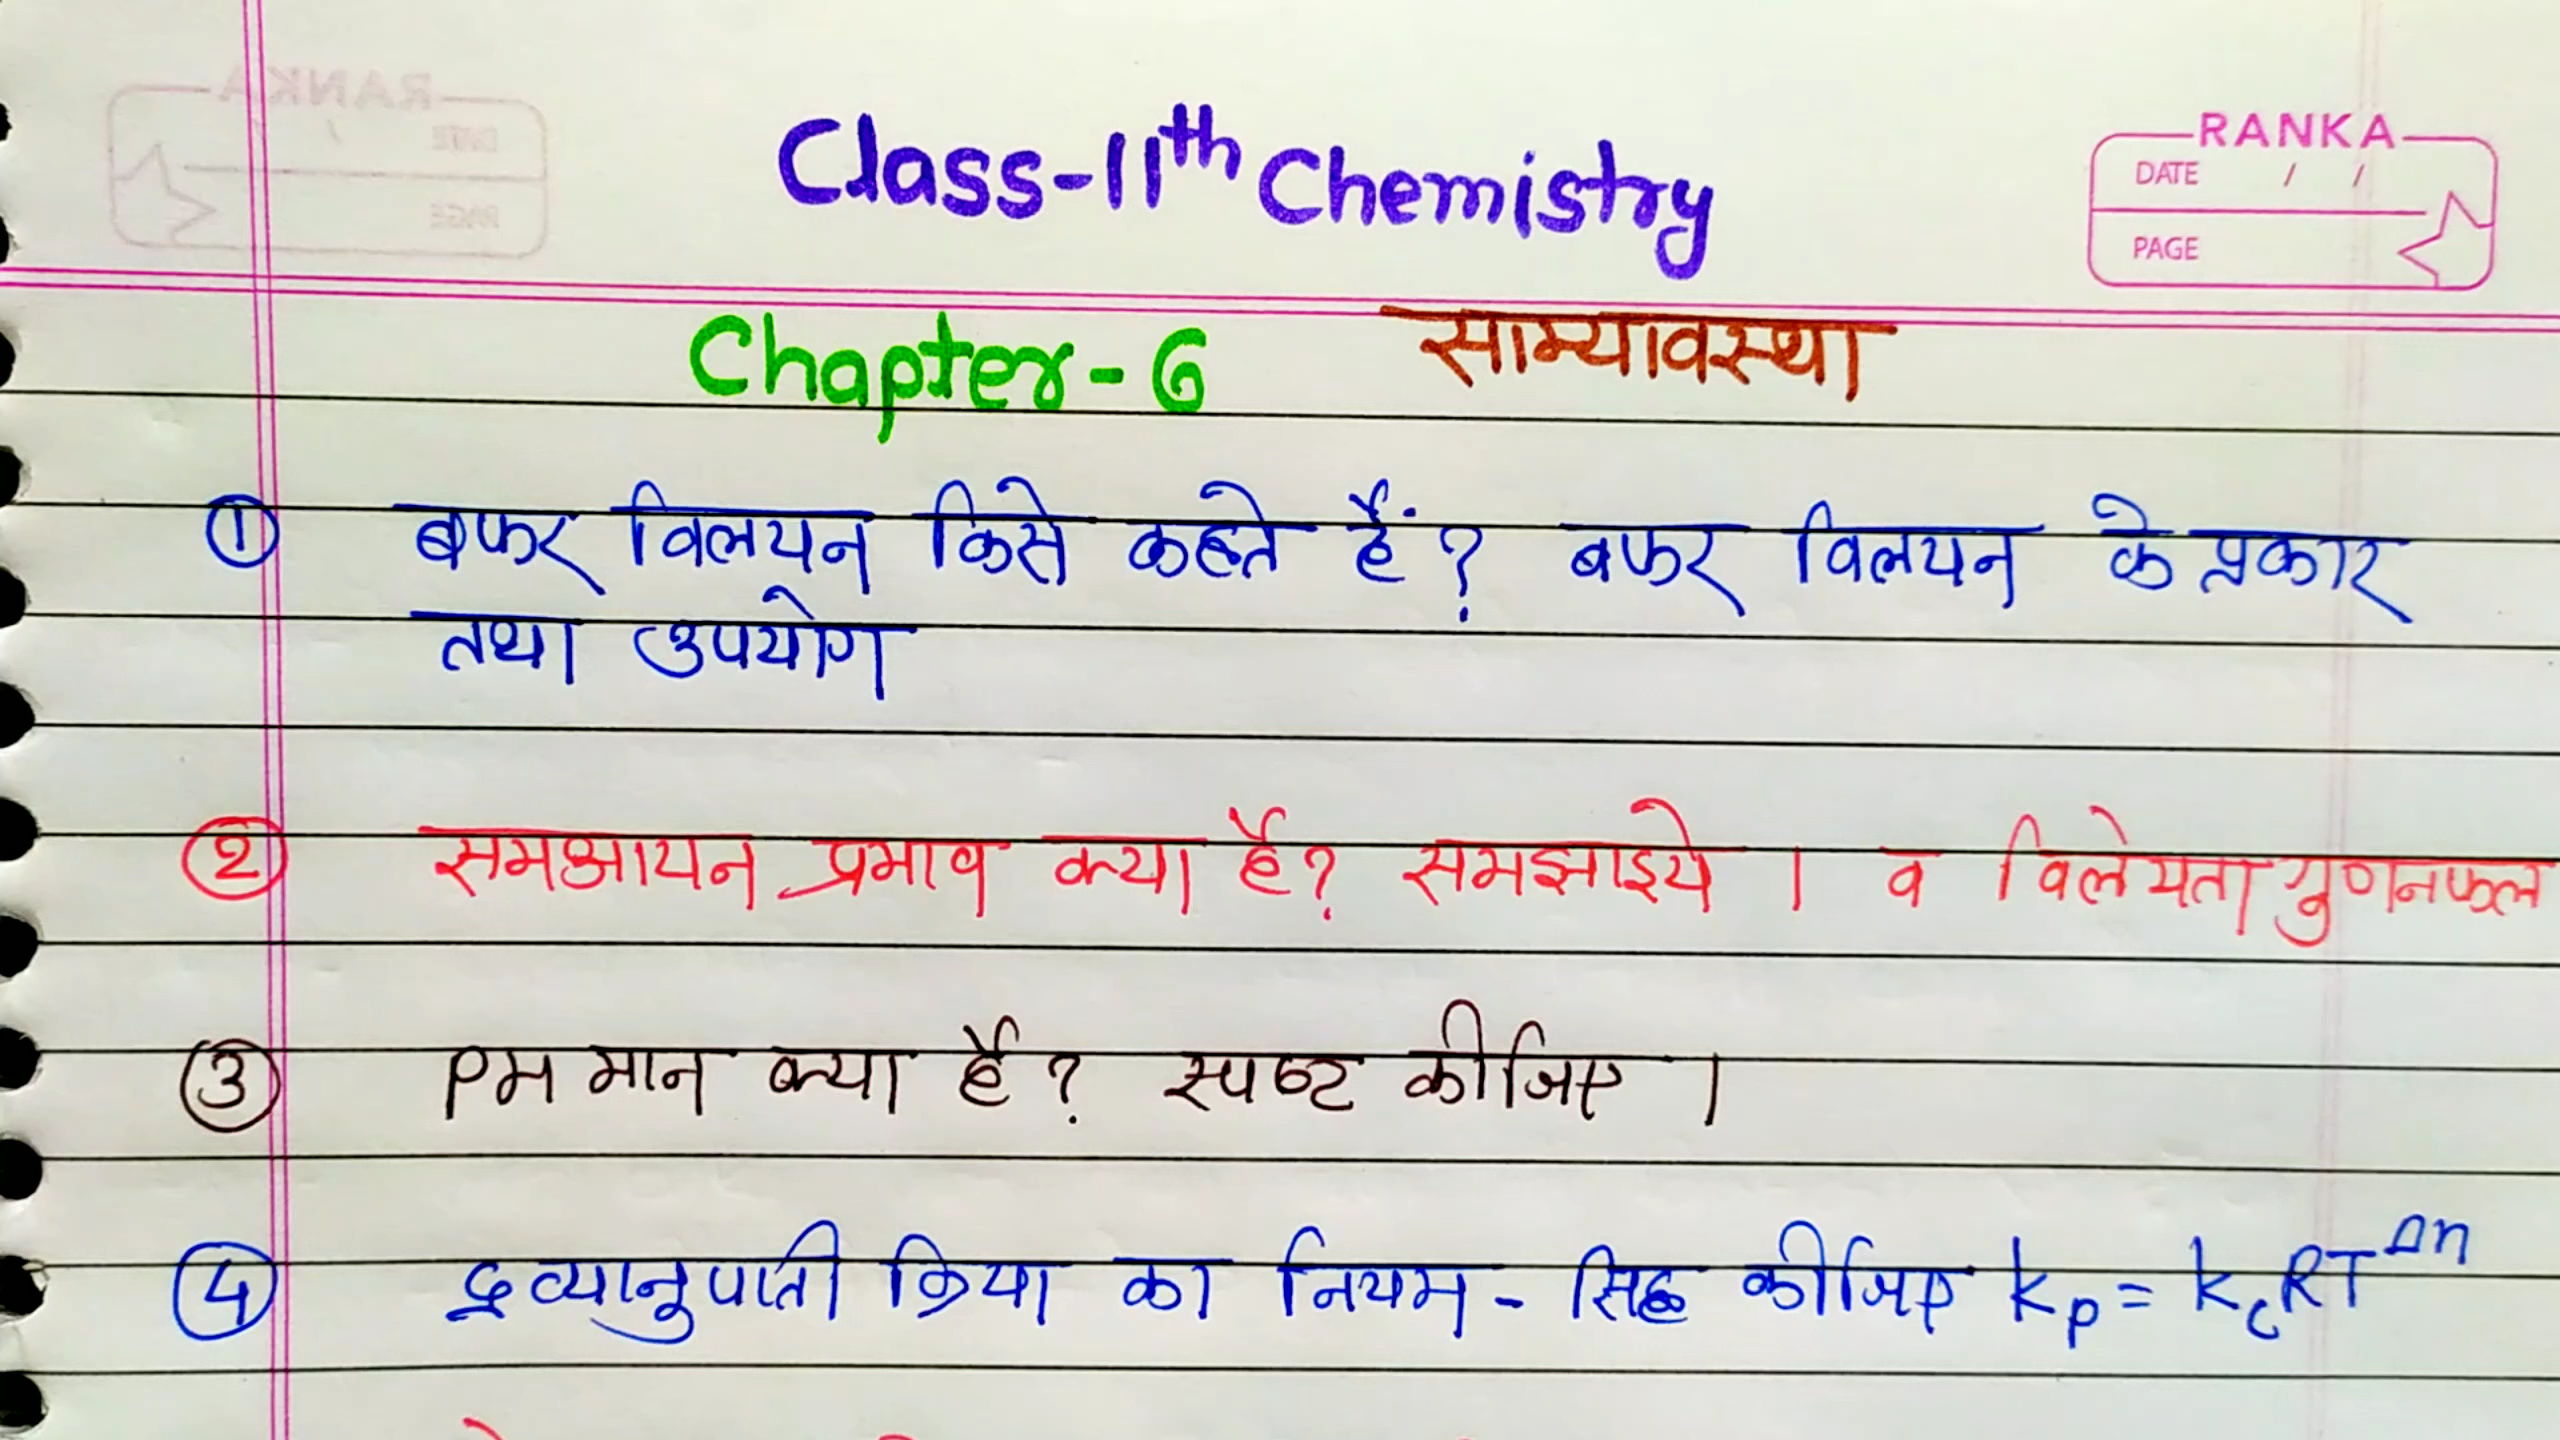 RANKA
DATE / /
PAGE
Class-11th Chemistry
Chapter-6 साम्यावस्था
① बफर विलयन किसे कहते हैं? बफर विलयन के प्रकार
तथा उपयोग
② समआयन प्रभाव क्या है? समझाइये । व विलेयता गुणनफल
③ PM मान क्या है? स्पष्ट कीजिए ।
④ द्रव्यानुपाती क्रिया का नियम - सिद्ध कीजिए kp = kcRT^Δn